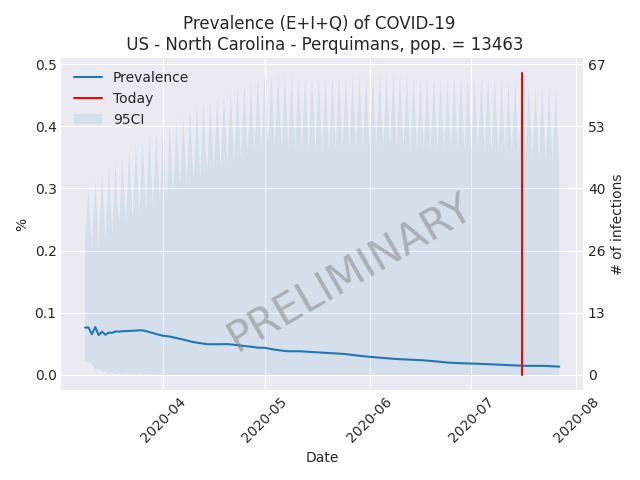 Prevalence (E+I+Q) of COVID-19
US - North Carolina - Perquimans, pop. = 13463
Prevalence
Today
95CI
0.5
0.4
0.3
0.2
0.1
0.0
%
67
53
40
26
13
0
# of infections
PRELIMINARY
2020-04
2020-05
2020-06
2020-07
2020-08
Date